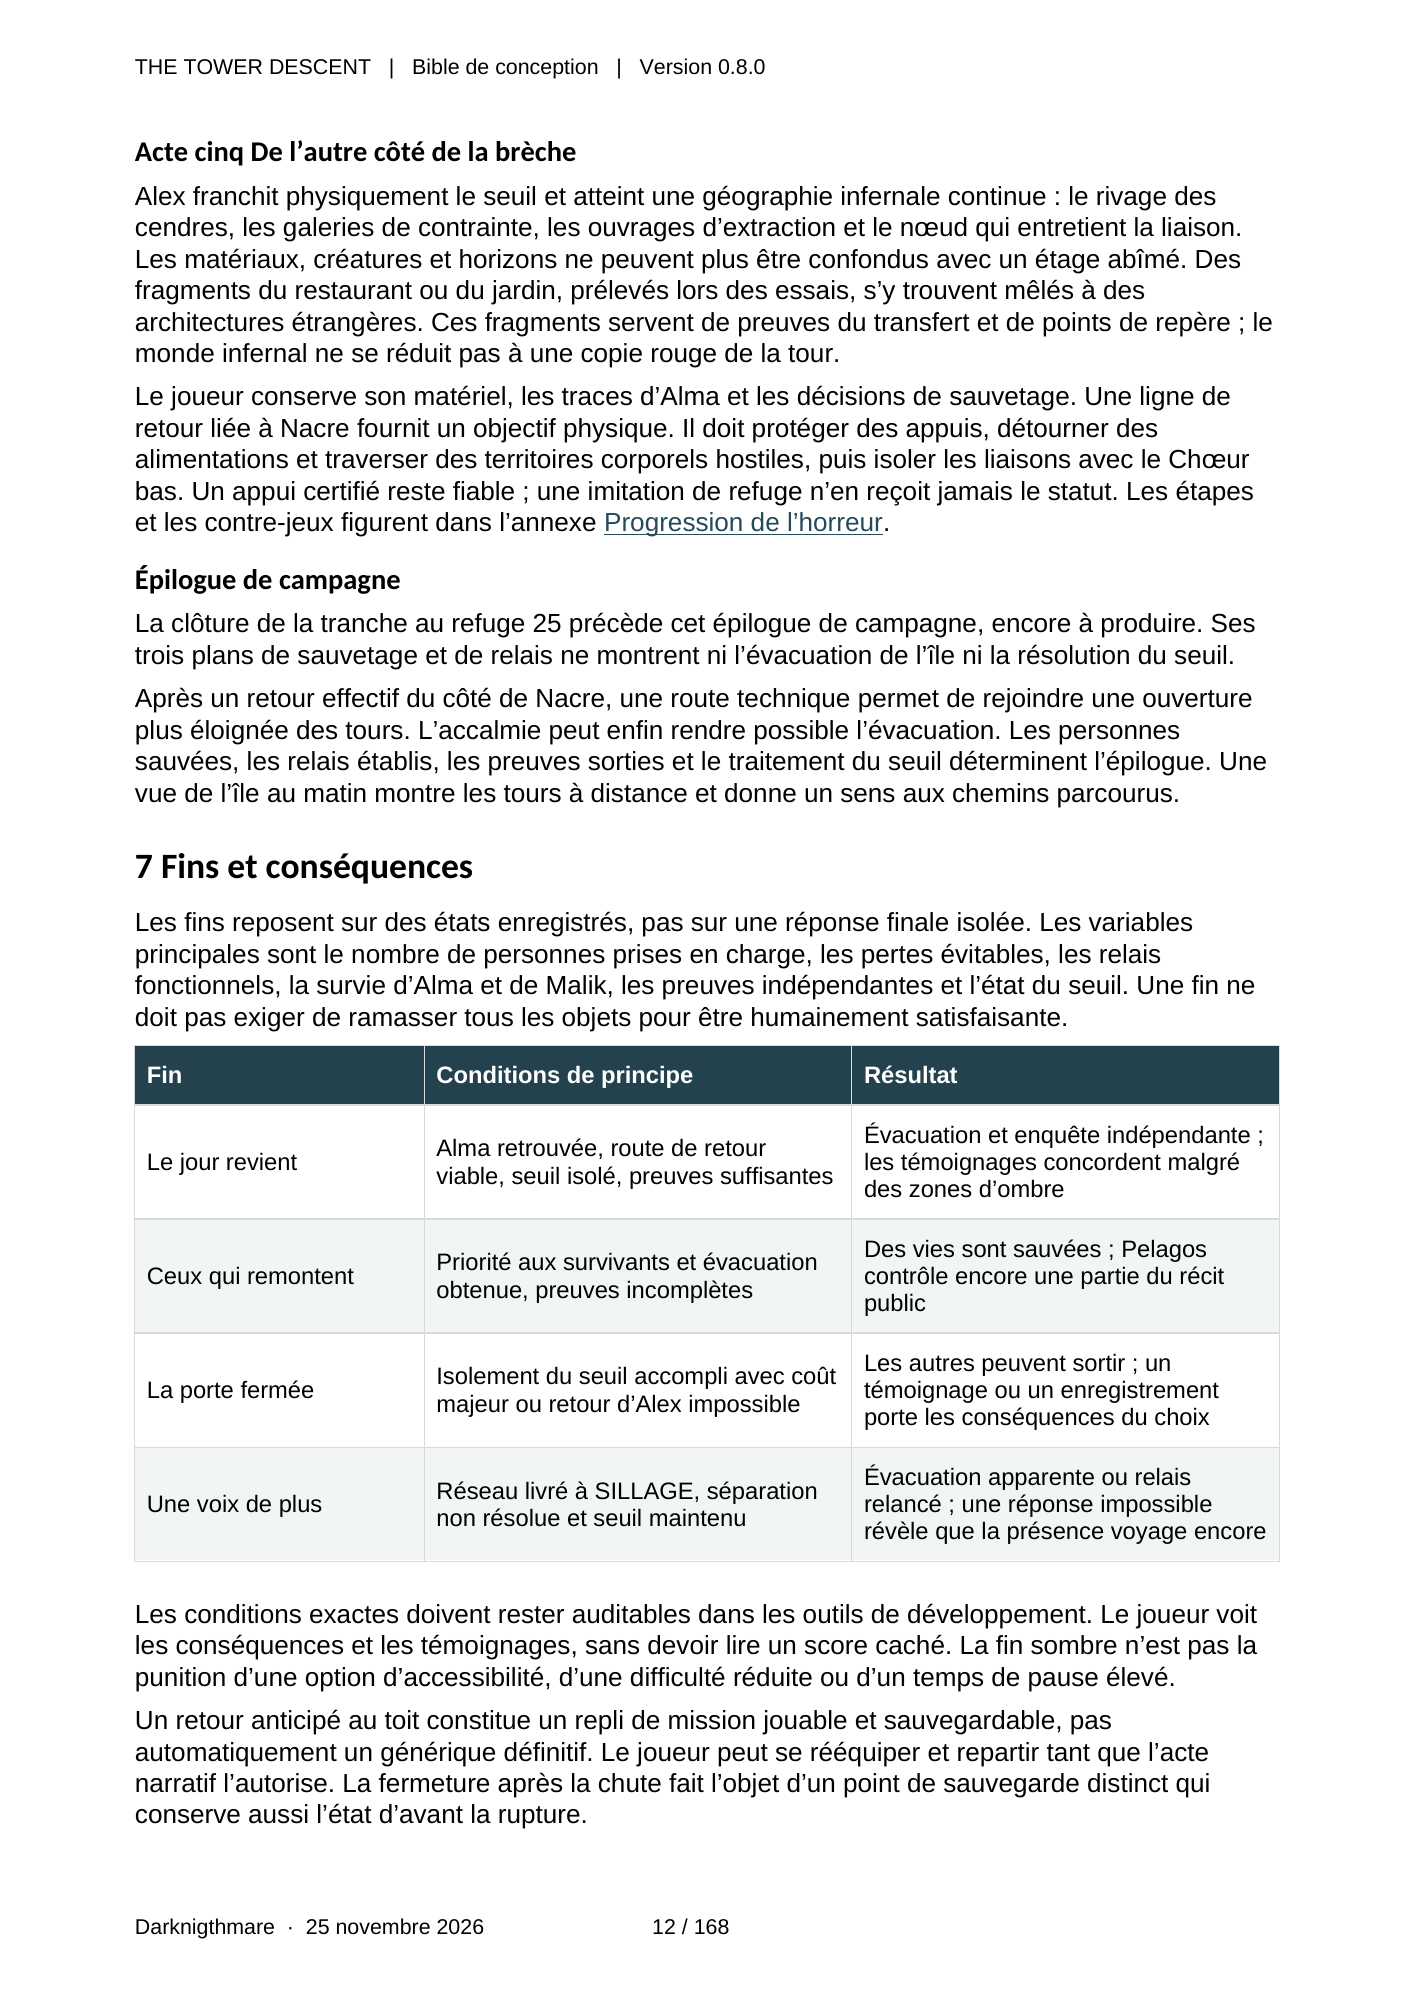 THE TOWER DESCENT | Bible de conception | Version 0.8.0
Acte cinq De l’autre côté de la brèche
Alex franchit physiquement le seuil et atteint une géographie infernale continue : le rivage des
cendres, les galeries de contrainte, les ouvrages d’extraction et le nœud qui entretient la liaison.
Les matériaux, créatures et horizons ne peuvent plus être confondus avec un étage abîmé. Des
fragments du restaurant ou du jardin, prélevés lors des essais, s’y trouvent mêlés à des
architectures étrangères. Ces fragments servent de preuves du transfert et de points de repère ; le
monde infernal ne se réduit pas à une copie rouge de la tour.
Le joueur conserve son matériel, les traces d’Alma et les décisions de sauvetage. Une ligne de
retour liée à Nacre fournit un objectif physique. Il doit protéger des appuis, détourner des
alimentations et traverser des territoires corporels hostiles, puis isoler les liaisons avec le Chœur
bas. Un appui certifié reste fiable ; une imitation de refuge n’en reçoit jamais le statut. Les étapes
et les contre-jeux figurent dans l’annexe Progression de l’horreur.
Épilogue de campagne
La clôture de la tranche au refuge 25 précède cet épilogue de campagne, encore à produire. Ses
trois plans de sauvetage et de relais ne montrent ni l’évacuation de l’île ni la résolution du seuil.
Après un retour effectif du côté de Nacre, une route technique permet de rejoindre une ouverture
plus éloignée des tours. L’accalmie peut enfin rendre possible l’évacuation. Les personnes
sauvées, les relais établis, les preuves sorties et le traitement du seuil déterminent l’épilogue. Une
vue de l’île au matin montre les tours à distance et donne un sens aux chemins parcourus.
7 Fins et conséquences
Les fins reposent sur des états enregistrés, pas sur une réponse finale isolée. Les variables
principales sont le nombre de personnes prises en charge, les pertes évitables, les relais
fonctionnels, la survie d’Alma et de Malik, les preuves indépendantes et l’état du seuil. Une fin ne
doit pas exiger de ramasser tous les objets pour être humainement satisfaisante.
Fin
Conditions de principe
Résultat
Le jour revient
Alma retrouvée, route de retour
viable, seuil isolé, preuves suffisantes
Évacuation et enquête indépendante ;
les témoignages concordent malgré
des zones d’ombre
Ceux qui remontent
Priorité aux survivants et évacuation
obtenue, preuves incomplètes
Des vies sont sauvées ; Pelagos
contrôle encore une partie du récit
public
La porte fermée
Isolement du seuil accompli avec coût
majeur ou retour d’Alex impossible
Les autres peuvent sortir ; un
témoignage ou un enregistrement
porte les conséquences du choix
Une voix de plus
Réseau livré à SILLAGE, séparation
non résolue et seuil maintenu
Évacuation apparente ou relais
relancé ; une réponse impossible
révèle que la présence voyage encore
Les conditions exactes doivent rester auditables dans les outils de développement. Le joueur voit
les conséquences et les témoignages, sans devoir lire un score caché. La fin sombre n’est pas la
punition d’une option d’accessibilité, d’une difficulté réduite ou d’un temps de pause élevé.
Un retour anticipé au toit constitue un repli de mission jouable et sauvegardable, pas
automatiquement un générique définitif. Le joueur peut se rééquiper et repartir tant que l’acte
narratif l’autorise. La fermeture après la chute fait l’objet d’un point de sauvegarde distinct qui
conserve aussi l’état d’avant la rupture.
Darknigthmare · 25 novembre 2026
12 / 168